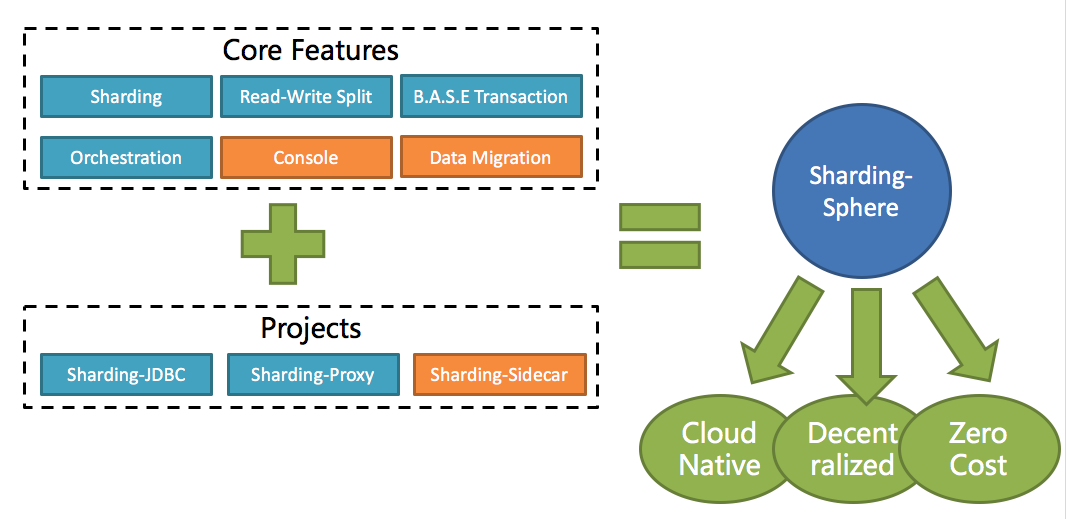 Core Features
Sharding
Read-Write Split
B.A.S.E Transaction
Orchestration
Console
Data Migration
Projects
Sharding-JDBC
Sharding-Proxy
Sharding-Sidecar
Sharding-
Sphere
Cloud
Native
Decent
ralized
Zero
Cost